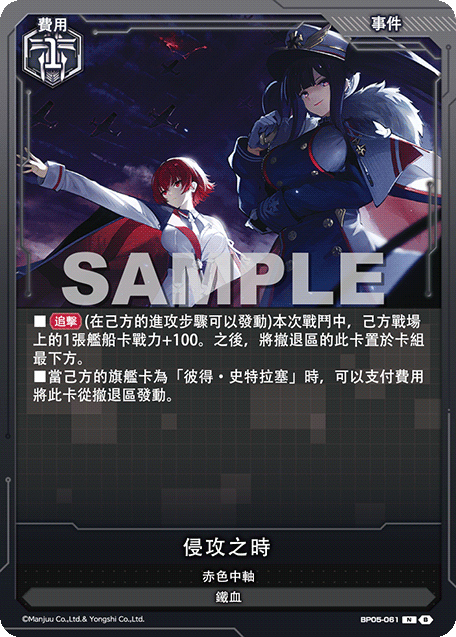 費用
事件
1
SAMPLE
■追擊(在己方的進攻步驟可以發動)本次戰鬥中，己方戰場
上的1張艦船卡戰力+100。之後，將撤退區的此卡置於卡組
最下方。
■當己方的旗艦卡為「彼得・史特拉塞」時，可以支付費用
將此卡從撤退區發動。
侵攻之時
赤色中軸
鐵血
©Manjuu Co.,Ltd.& Yongshi Co.,Ltd.
BP05-061 N B